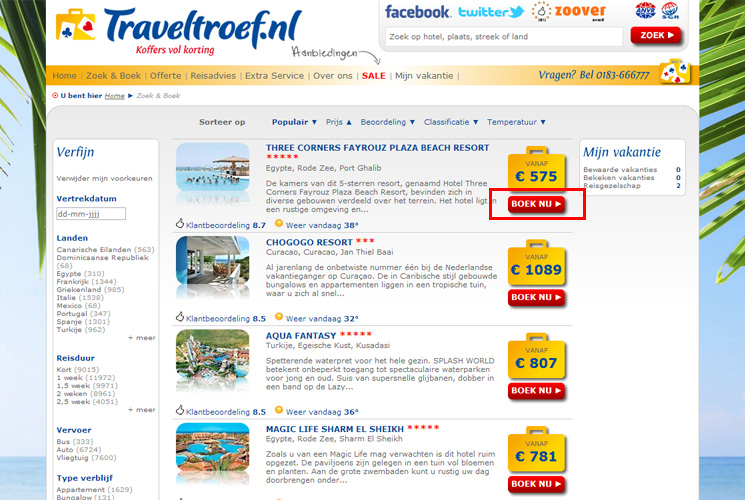 Traveltroef.nl
Koffers vol korting
Aanbiedingen
facebook. twitter zoover
award
ANVR SGR
Zoek op hotel, plaats, streek of land
ZOEK
Home | Zoek & Boek | Offerte | Reisadvies | Extra Service | Over ons | SALE | Mijn vakantie |
Vragen? Bel 0183-666777
U bent hier Home Zoek & Boek
Sorteer op Populair ▼ Prijs ▲ Beoordeling ▼ Classificatie ▼ Temperatuur ▼
Verfijn
Verwijder mijn voorkeuren
Vertrekdatum
dd-mm-jjjj
Landen
Canarische Eilanden (563)
Dominicaanse Republiek
(68)
Egypte (310)
Frankrijk (1344)
Griekenland (985)
Italie (1538)
Mexico (68)
Portugal (347)
Spanje (1301)
Turkije (962)
+ meer
Reisduur
Kort (9015)
1 week (11972)
1,5 week (9971)
2 weken (8961)
2,5 week (4051)
+ meer
Vervoer
Bus (333)
Auto (6724)
Vliegtuig (7600)
Type verblijf
Appartement (1629)
Bungalow (131)
THREE CORNERS FAYROUZ PLAZA BEACH RESORT
*****
Egypte, Rode Zee, Port Ghalib
De kamers van dit 5-sterren resort, genaamd Hotel Three
Corners Fayrouz Plaza Beach Resort, bevinden zich in
diverse gebouwen verdeeld over het terrein. Het hotel ligt in
een rustige omgeving en...
Klantbeoordeling 8.7 Weer vandaag 38°
VANAF
€ 575
BOEK NU
CHOGOGO RESORT ***
Curacao, Curacao, Jan Thiel Baai
Al jarenlang de onbetwiste nummer één bij de Nederlandse
vakantieganger op Curaçao. De in Caribische stijl gebouwde
bungalows en appartementen liggen in een tropische tuin,
waar u zich al snel...
Klantbeoordeling 8.5 Weer vandaag 32°
VANAF
€ 1089
BOEK NU
AQUA FANTASY *****
Turkije, Egeische Kust, Kusadasi
Spetterende waterpret voor het hele gezin. SPLASH WORLD
betekent onbeperkt toegang tot spectaculaire waterparken
voor jong en oud. Suis van supersnelle glijbanen, dobber in
een band op de Lazy...
Klantbeoordeling 8.5 Weer vandaag 36°
VANAF
€ 807
BOEK NU
MAGIC LIFE SHARM EL SHEIKH *****
Egypte, Rode Zee, Sharm El Sheikh
Zoals u van een Magic Life mag verwachten is dit hotel ruim
opgezet. De paviljoens zijn gelegen in een tuin vol bloemen
en planten. Aan de grote zwembaden kunt u rustig uw dag
doorbrengen onder...
VANAF
€ 781
BOEK NU
Mijn vakantie
Bewaarde vakanties 0
Bekeken vakanties 0
Reisgezelschap 2